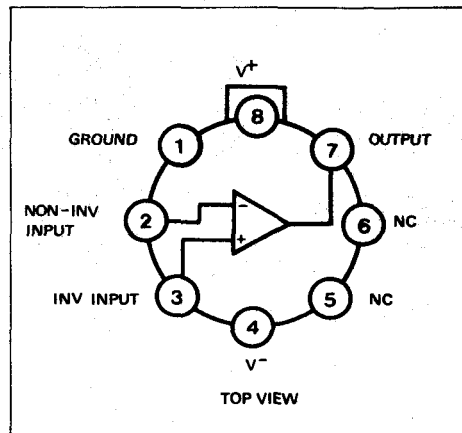 V+
8
GROUND
1
7
OUTPUT
NON-INV
INPUT
2
−
+
6
NC
INV INPUT
3
5
NC
4
V−
TOP VIEW